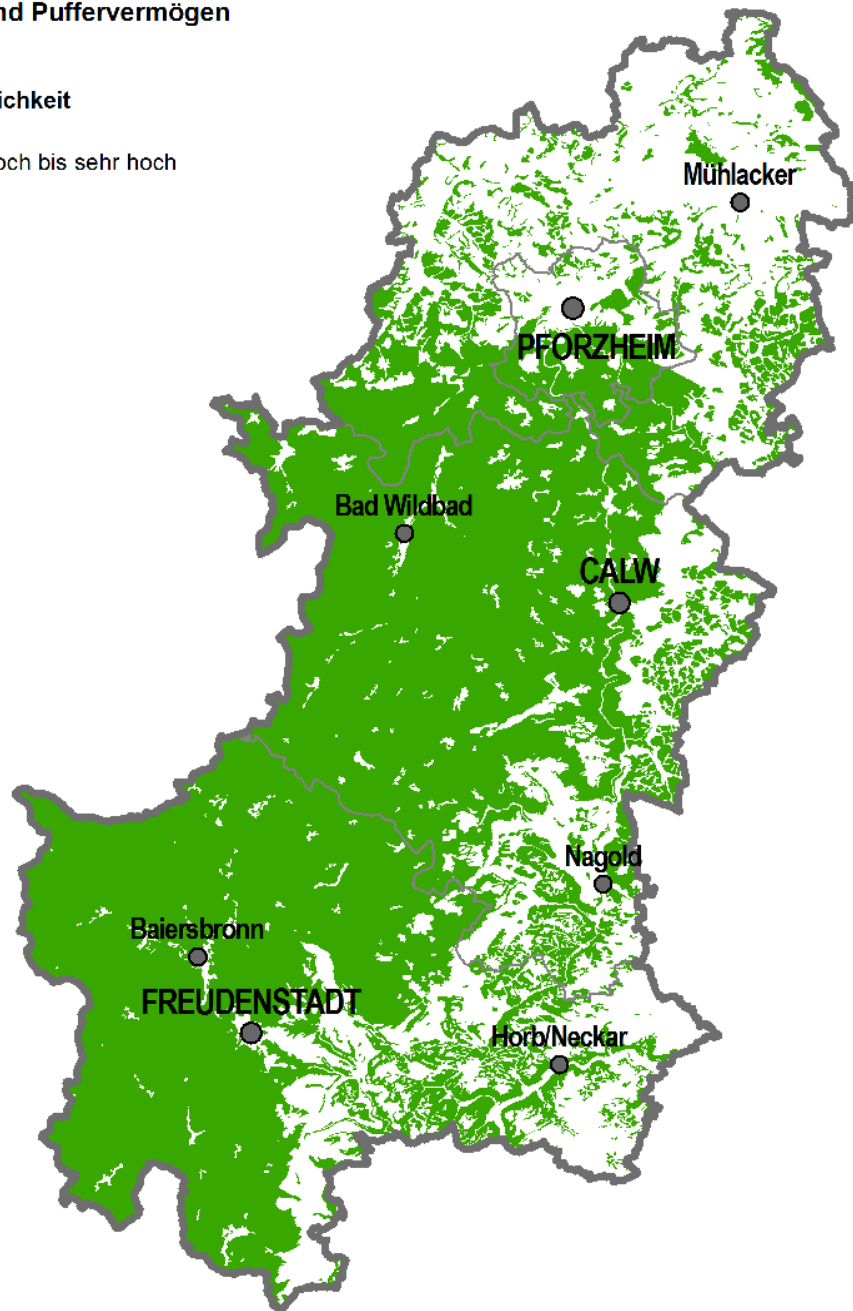 nd Puffervermögen
ichkeit
och bis sehr hoch
Mühlacker
PFORZHEIM
Bad Wildbad
CALW
Nagold
Baiersbronn
FREUDENSTADT
Horb/Neckar